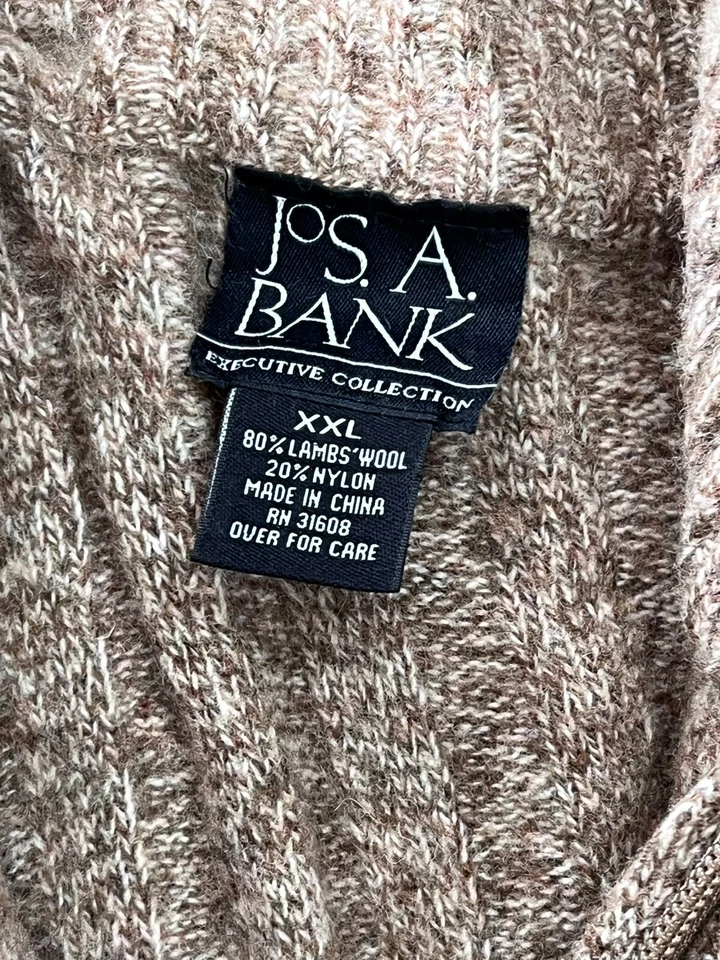 JoS. A.
BANK
EXECUTIVE COLLECTION
XXL
80% LAMBS' WOOL
20% NYLON
MADE IN CHINA
RN 31608
OVER FOR CARE